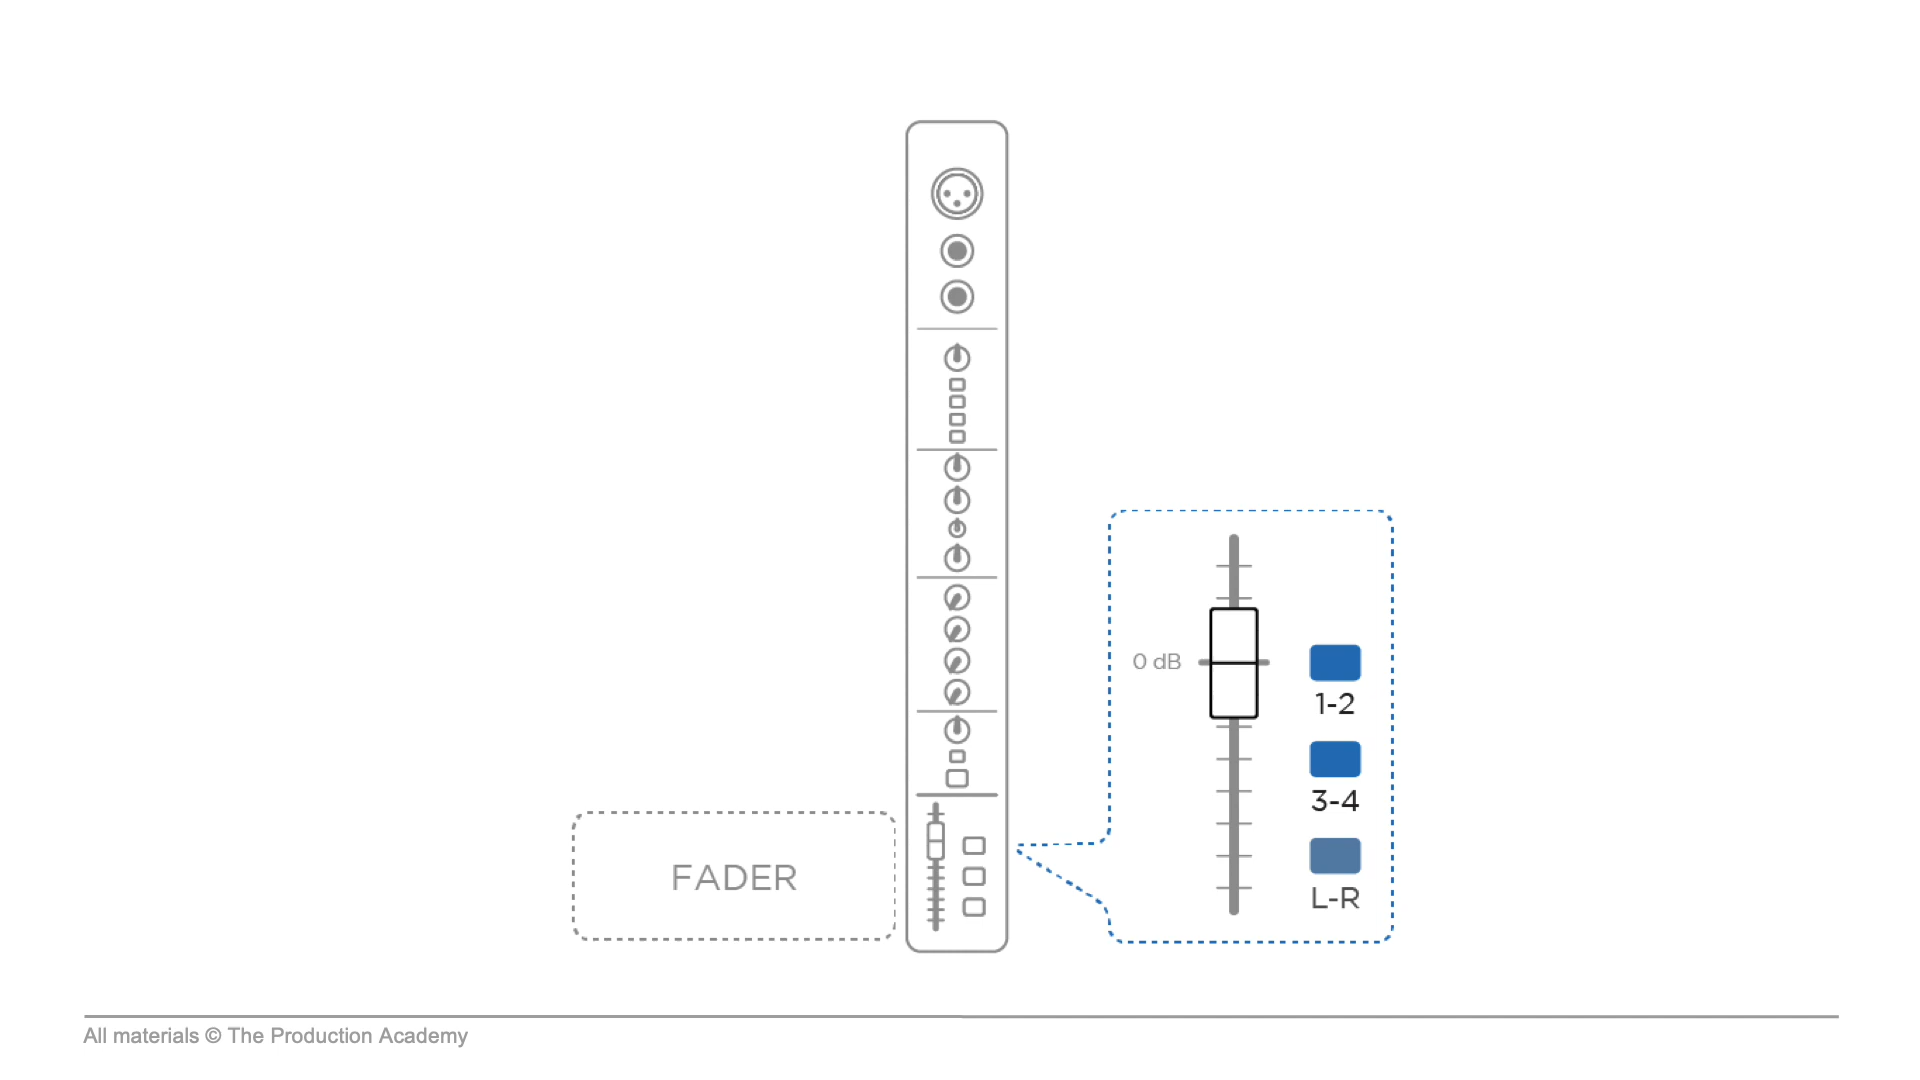 0 dB
1-2
3-4
L-R
FADER
All materials © The Production Academy